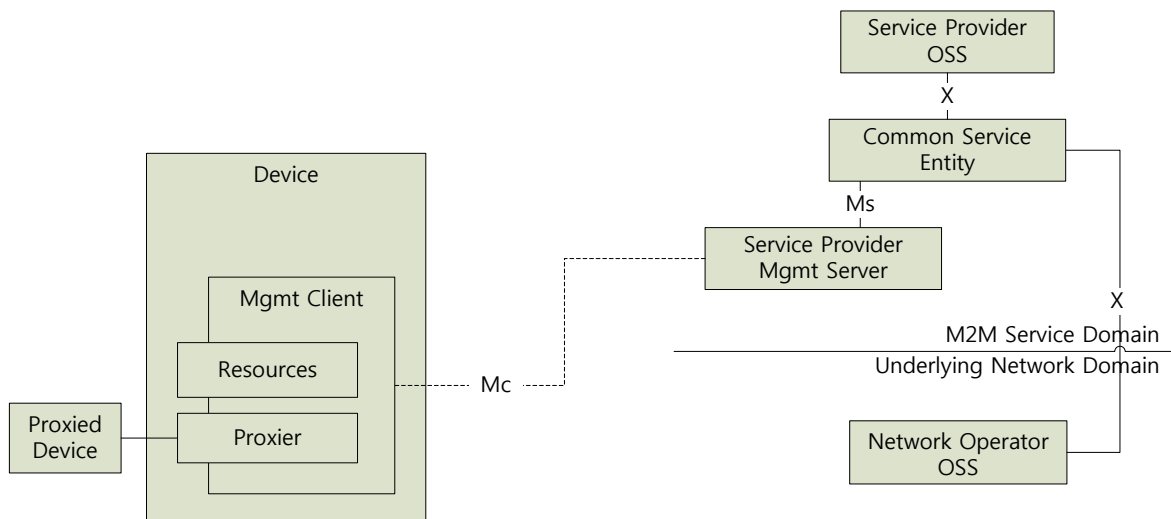 Service Provider
OSS
X
Common Service
Entity
Device
Ms
Service Provider
Mgmt Server
Mgmt Client
X
M2M Service Domain
Underlying Network Domain
Resources
Mc
Proxied
Device
Proxier
Network Operator
OSS